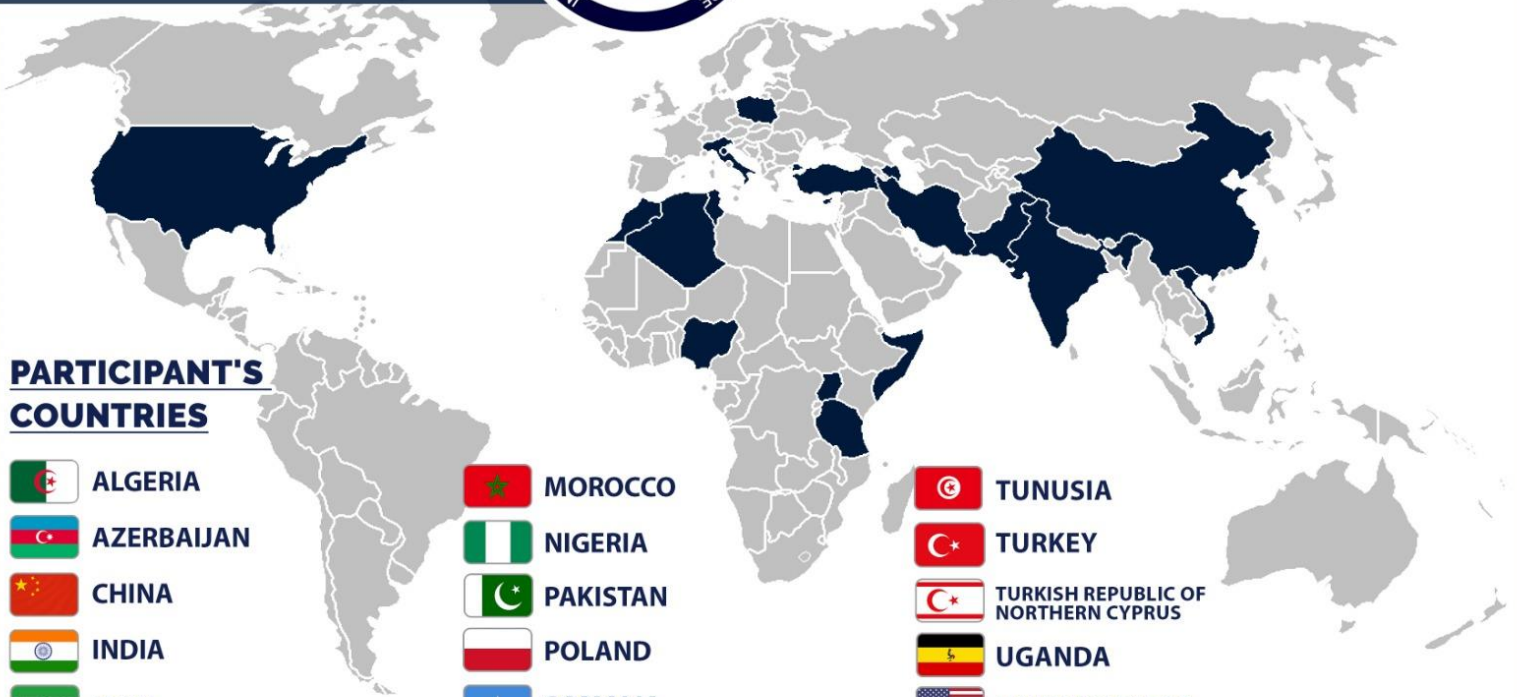 PARTICIPANT'S
COUNTRIES
ALGERIA
AZERBAIJAN
CHINA
INDIA
MOROCCO
NIGERIA
PAKISTAN
POLAND
TUNUSIA
TURKEY
TURKISH REPUBLIC OF
NORTHERN CYPRUS
UGANDA